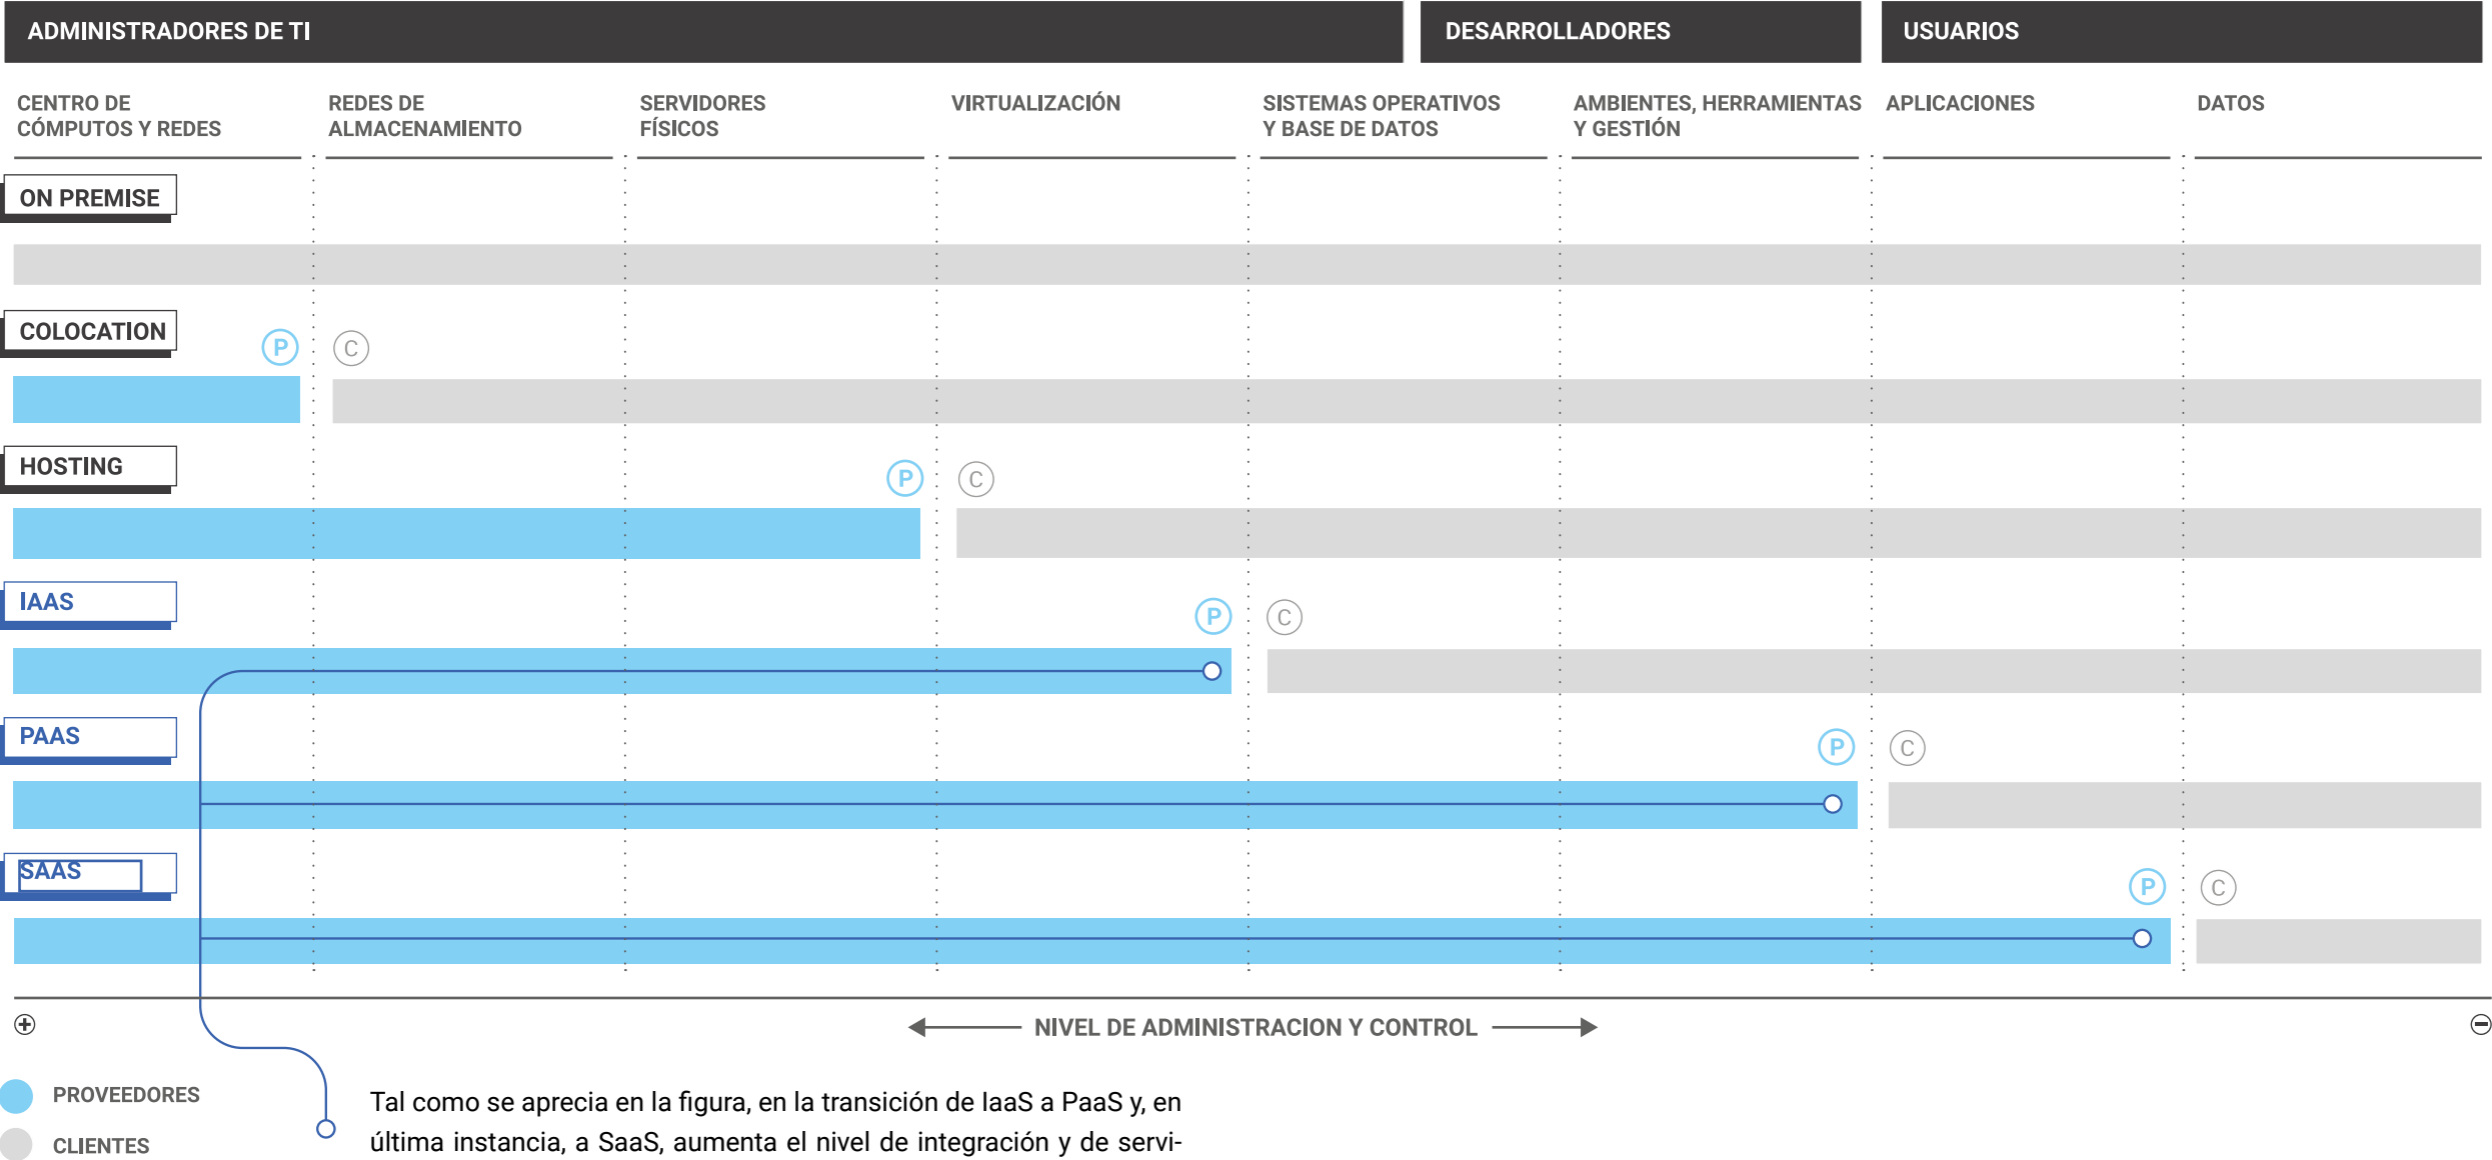 ADMINISTRADORES DE TI
DESARROLLADORES
USUARIOS
CENTRO DE
CÓMPUTOS Y REDES
REDES DE
ALMACENAMIENTO
SERVIDORES
FÍSICOS
VIRTUALIZACIÓN
SISTEMAS OPERATIVOS
Y BASE DE DATOS
AMBIENTES, HERRAMIENTAS
Y GESTIÓN
APLICACIONES
DATOS
ON PREMISE
COLOCATION
P
C
HOSTING
P
C
IAAS
P
C
PAAS
P
C
SAAS
P
C
NIVEL DE ADMINISTRACION Y CONTROL
PROVEEDORES
CLIENTES
Tal como se aprecia en la figura, en la transición de IaaS a PaaS y, en
última instancia, a SaaS, aumenta el nivel de integración y de servi-